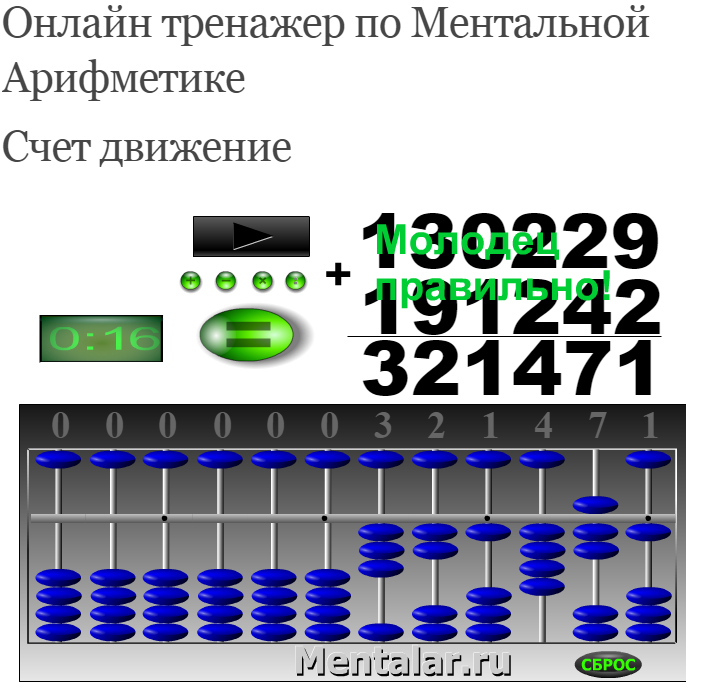 Онлайн тренажер по Ментальной
Арифметике
Счет движение
130229
Молодец
правильно!
+ − × :
+
191242
0:16
=
321471
0 0 0 0 0 0 3 2 1 4 7 1
Mentalar.ru
СБРОС